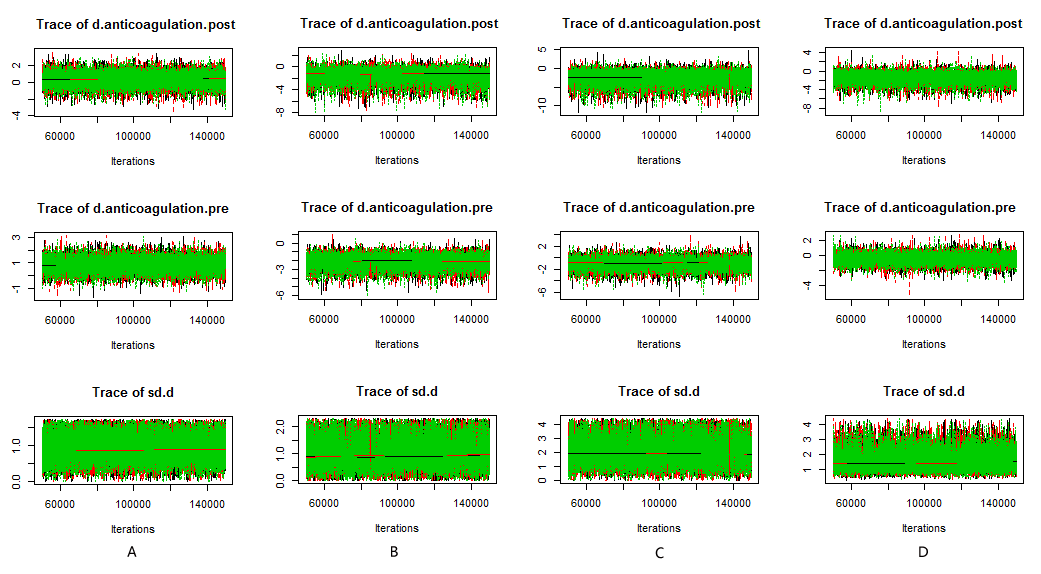 Trace of d.anticoagulation.post Trace of d.anticoagulation.post Trace of d.anticoagulation.post Trace of d.anticoagulation.post
2 0 -4
0 -4 -8
5 0 -10
4 2 0 -4 -8
60000 100000 140000 60000 100000 140000 60000 100000 140000 60000 100000 140000
Iterations Iterations Iterations Iterations
Trace of d.anticoagulation.pre Trace of d.anticoagulation.pre Trace of d.anticoagulation.pre Trace of d.anticoagulation.pre
3 1 -1
0 -3 -6
2 -2 -6
2 0 -4
60000 100000 140000 60000 100000 140000 60000 100000 140000 60000 100000 140000
Iterations Iterations Iterations Iterations
Trace of sd.d Trace of sd.d Trace of sd.d Trace of sd.d
1.0 0.0
2.0 1.0 0.0
4 3 2 1 0
4 3 2 1
60000 100000 140000 60000 100000 140000 60000 100000 140000 60000 100000 140000
Iterations Iterations Iterations Iterations
A B C D